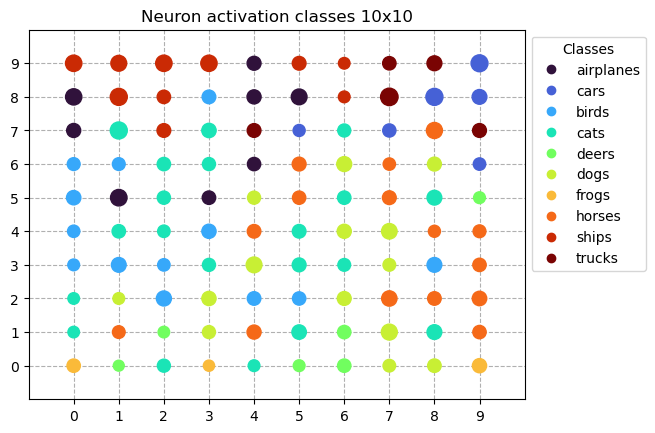 Neuron activation classes 10x10
9
8
7
6
5
4
3
2
1
0
0 1 2 3 4 5 6 7 8 9
Classes
airplanes
cars
birds
cats
deers
dogs
frogs
horses
ships
trucks